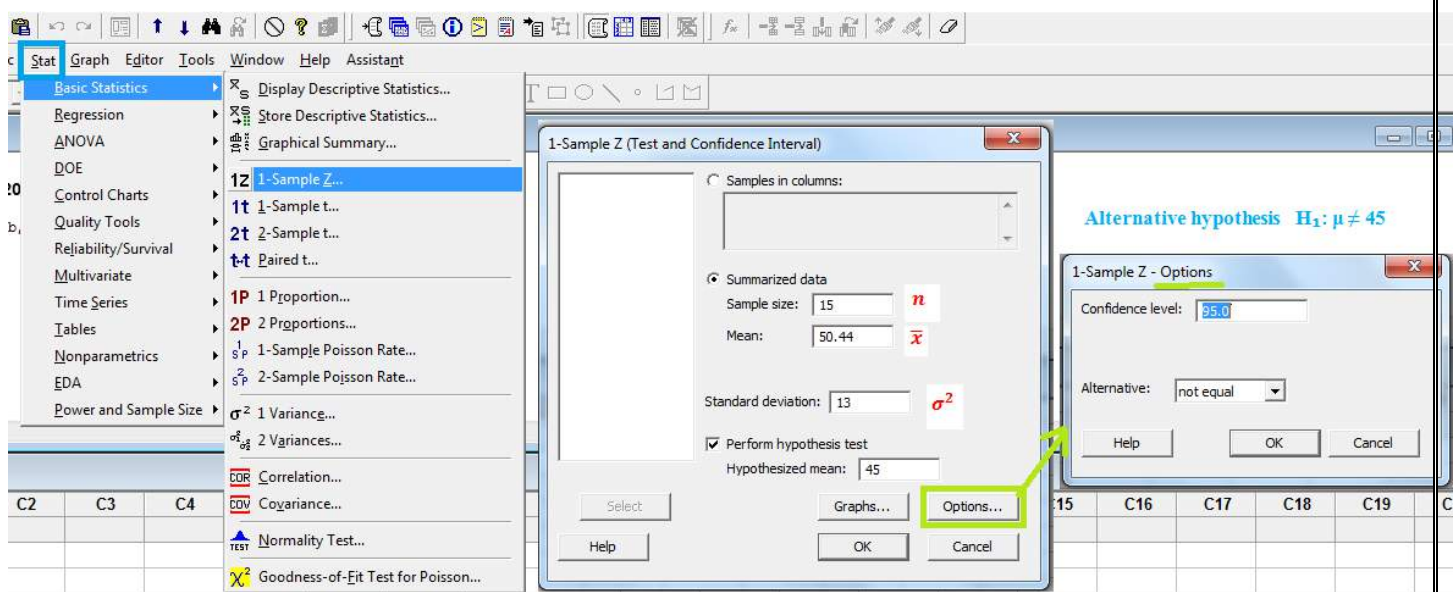 c Stat Graph Editor Tools Window Help Assistant
Basic Statistics
Regression
ANOVA
DOE
Control Charts
Quality Tools
Reliability/Survival
Multivariate
Time Series
Tables
Nonparametrics
EDA
Power and Sample Size
Display Descriptive Statistics...
Store Descriptive Statistics...
Graphical Summary...
1Z 1-Sample Z...
1t 1-Sample t...
2t 2-Sample t...
t-t Paired t...
1P 1 Proportion...
2P 2 Proportions...
1-Sample Poisson Rate...
2-Sample Poisson Rate...
σ² 1 Variance...
2 Variances...
COR Correlation...
COV Covariance...
TEST Normality Test...
χ² Goodness-of-Fit Test for Poisson...
1-Sample Z (Test and Confidence Interval)
Samples in columns:
Summarized data
Sample size: 15 n
Mean: 50.44 x̅
Standard deviation: 13 σ²
Perform hypothesis test
Hypothesized mean: 45
Select Graphs... Options...
Help OK Cancel
Alternative hypothesis H₁: μ ≠ 45
1-Sample Z - Options
Confidence level: 95.0
Alternative: not equal
Help OK Cancel
20
b,
C2 C3 C4 15 C16 C17 C18 C19 C